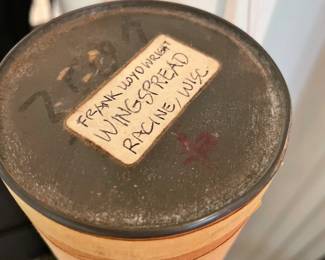 FRANK LLOYD WRIGHT
WINGSPREAD
RACINE, WISC.